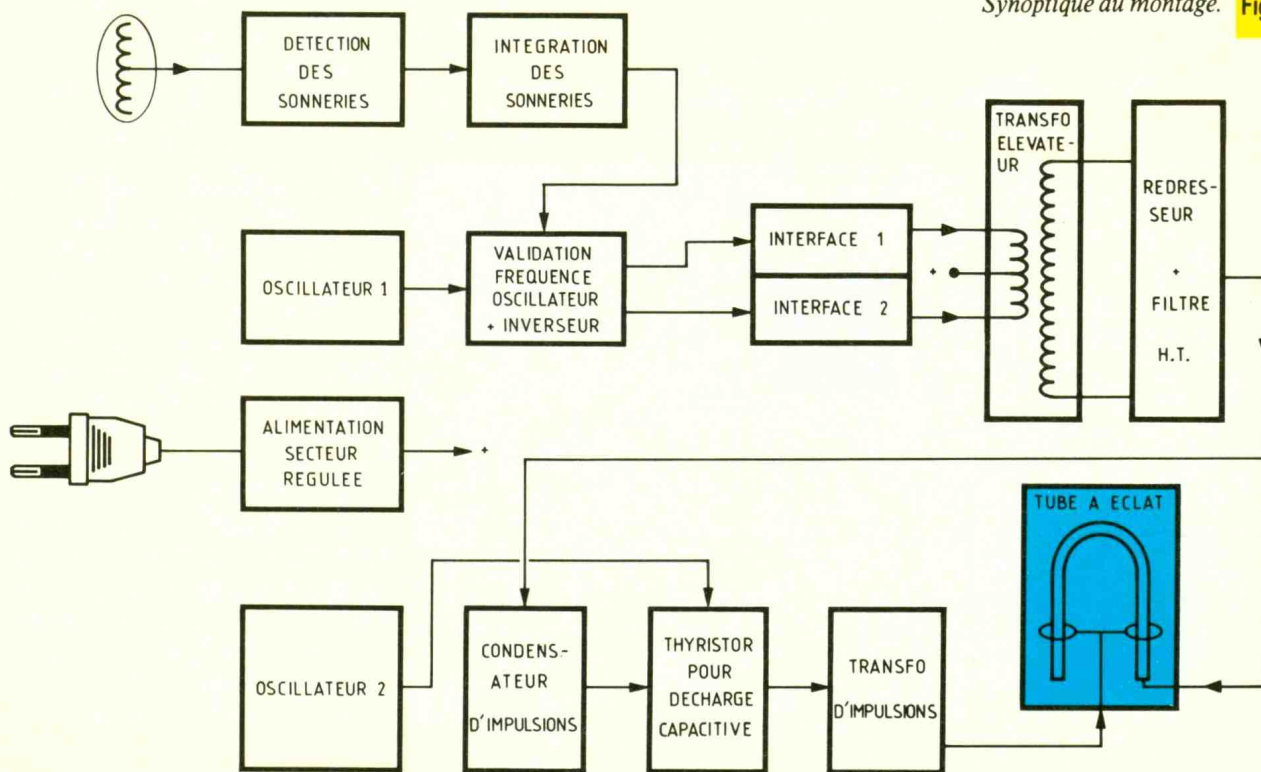 Synoptique du montage.
DETECTION
DES
SONNERIES
INTEGRATION
DES
SONNERIES
TRANSFO
ELEVATE-
UR
REDRES-
SEUR
+
FILTRE
H.T.
OSCILLATEUR 1
VALIDATION
FREQUENCE
OSCILLATEUR
+ INVERSEUR
INTERFACE 1
+
INTERFACE 2
ALIMENTATION
SECTEUR
REGULEE
+
TUBE A ECLAT
OSCILLATEUR 2
CONDENS-
ATEUR
D'IMPULSIONS
THYRISTOR
POUR
DECHARGE
CAPACITIVE
TRANSFO
D'IMPULSIONS